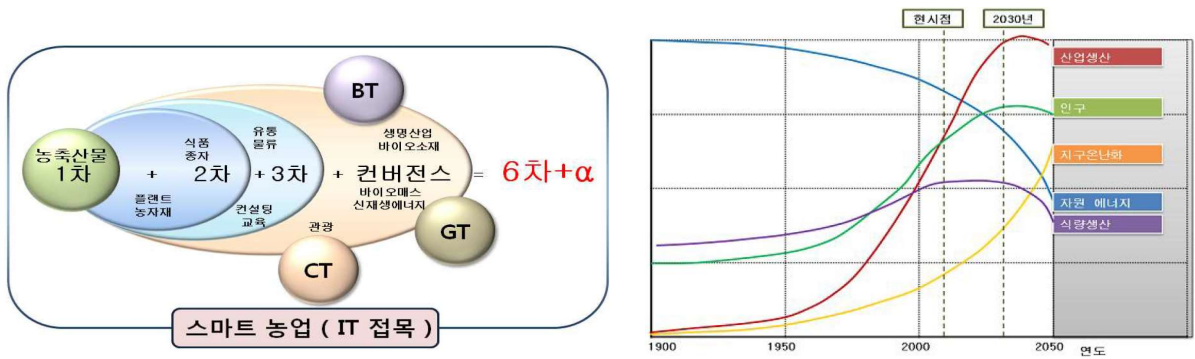 BT
생명산업
바이오소재
농축산물
1차
+
식품
종자
2차
플랜트
농자재
유통
물류
+3차
컨설팅
교육
+ 컨버전스
바이오매스
신재생에너지
관광
= 6차+α
GT
CT
스마트 농업 ( IT 접목 )
현시점
2030년
산업생산
인구
지구온난화
자원 에너지
식량생산
1900
1950
2000
2050
연도